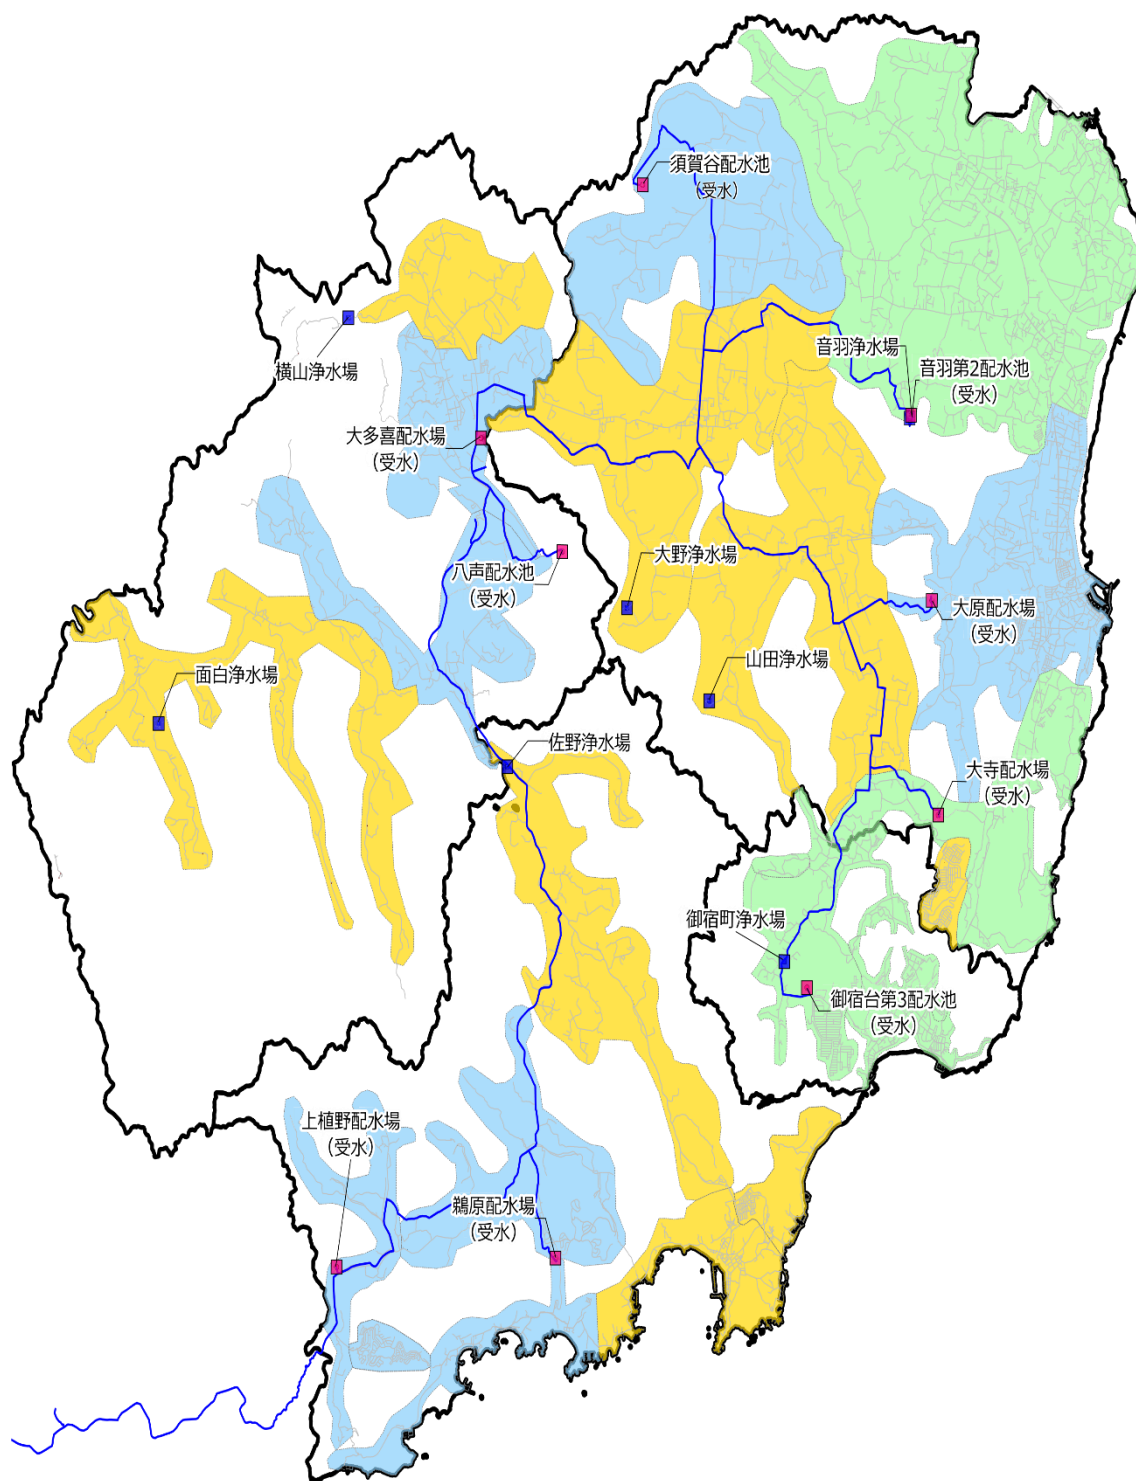 須賀谷配水池
(受水)
音羽浄水場
横山浄水場
音羽第2配水池
(受水)
大多喜配水場
(受水)
大野浄水場
八声配水池
(受水)
大原配水場
(受水)
山田浄水場
面白浄水場
佐野浄水場
大寺配水場
(受水)
御宿町浄水場
御宿台第3配水池
(受水)
上植野配水場
(受水)
鵜原配水場
(受水)